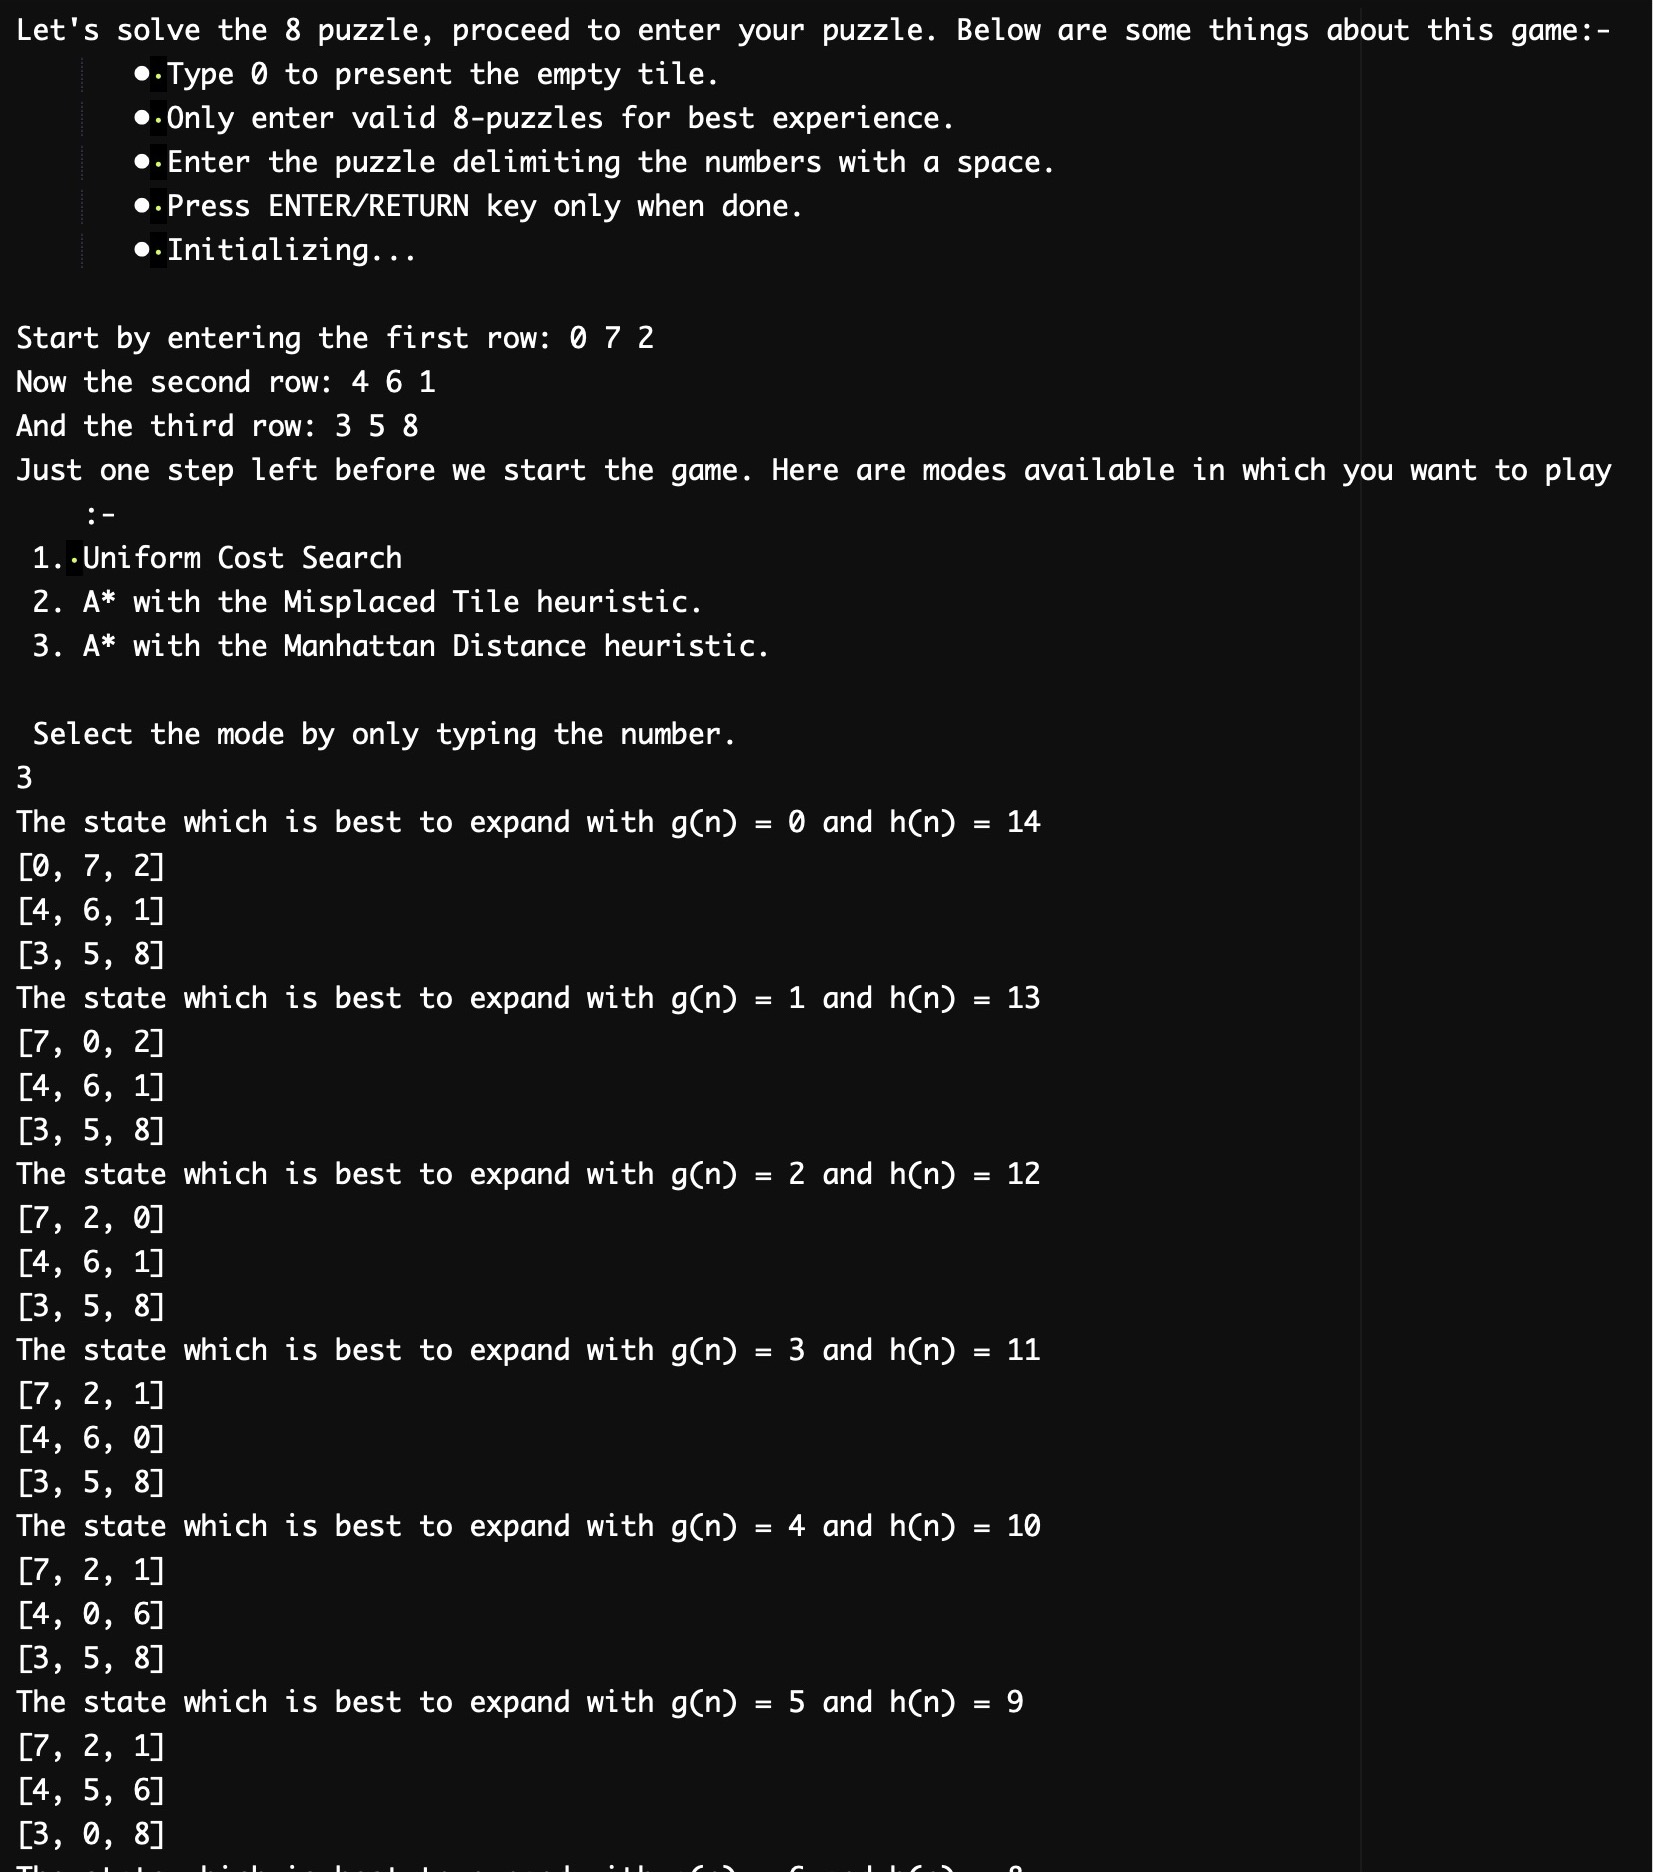 Let's solve the 8 puzzle, proceed to enter your puzzle. Below are some things about this game:-
●·Type 0 to present the empty tile.
●·Only enter valid 8-puzzles for best experience.
●·Enter the puzzle delimiting the numbers with a space.
●·Press ENTER/RETURN key only when done.
●·Initializing...
Start by entering the first row: 0 7 2
Now the second row: 4 6 1
And the third row: 3 5 8
Just one step left before we start the game. Here are modes available in which you want to play
:-
1.·Uniform Cost Search
2. A* with the Misplaced Tile heuristic.
3. A* with the Manhattan Distance heuristic.
Select the mode by only typing the number.
3
The state which is best to expand with g(n) = 0 and h(n) = 14
[0, 7, 2]
[4, 6, 1]
[3, 5, 8]
The state which is best to expand with g(n) = 1 and h(n) = 13
[7, 0, 2]
[4, 6, 1]
[3, 5, 8]
The state which is best to expand with g(n) = 2 and h(n) = 12
[7, 2, 0]
[4, 6, 1]
[3, 5, 8]
The state which is best to expand with g(n) = 3 and h(n) = 11
[7, 2, 1]
[4, 6, 0]
[3, 5, 8]
The state which is best to expand with g(n) = 4 and h(n) = 10
[7, 2, 1]
[4, 0, 6]
[3, 5, 8]
The state which is best to expand with g(n) = 5 and h(n) = 9
[7, 2, 1]
[4, 5, 6]
[3, 0, 8]